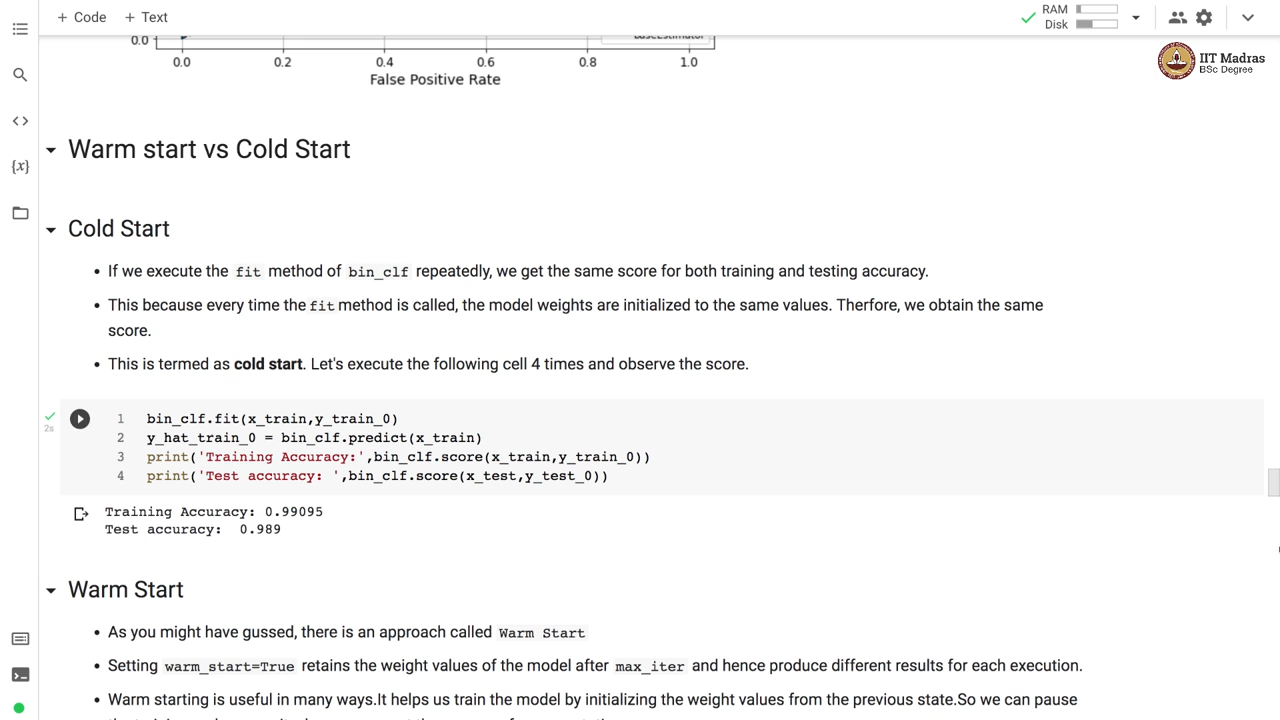 + Code + Text
RAM
Disk
IIT Madras
BSc Degree
0.0
BaseEstimator
0.0 0.2 0.4 0.6 0.8 1.0
False Positive Rate
Warm start vs Cold Start
Cold Start
• If we execute the fit method of bin_clf repeatedly, we get the same score for both training and testing accuracy.
• This because every time the fit method is called, the model weights are initialized to the same values. Therfore, we obtain the same
score.
• This is termed as cold start. Let's execute the following cell 4 times and observe the score.
2s
1 bin_clf.fit(x_train,y_train_0)
2 y_hat_train_0 = bin_clf.predict(x_train)
3 print('Training Accuracy:',bin_clf.score(x_train,y_train_0))
4 print('Test accuracy: ',bin_clf.score(x_test,y_test_0))
Training Accuracy: 0.99095
Test accuracy:  0.989
Warm Start
• As you might have gussed, there is an approach called Warm Start
• Setting warm_start=True retains the weight values of the model after max_iter and hence produce different results for each execution.
• Warm starting is useful in many ways.It helps us train the model by initializing the weight values from the previous state.So we can pause